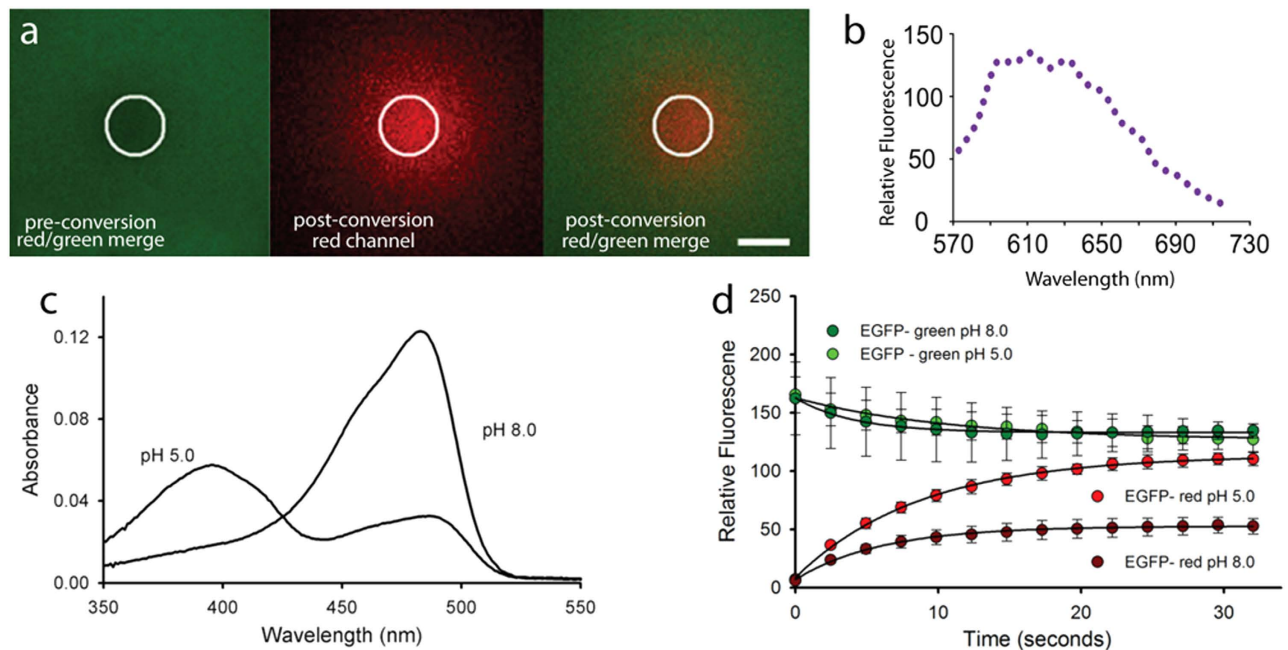 a
pre-conversion
red/green merge
post-conversion
red channel
post-conversion
red/green merge
b
Relative Fluorescence
150
100
50
0
570 610 650 690 730
Wavelength (nm)
c
Absorbance
0.12
0.08
0.04
0.00
pH 5.0
pH 8.0
350 400 450 500 550
Wavelength (nm)
d
Relative Fluorescene
250
200
150
100
50
0
EGFP- green pH 8.0
EGFP - green pH 5.0
EGFP- red pH 5.0
EGFP- red pH 8.0
0 10 20 30
Time (seconds)